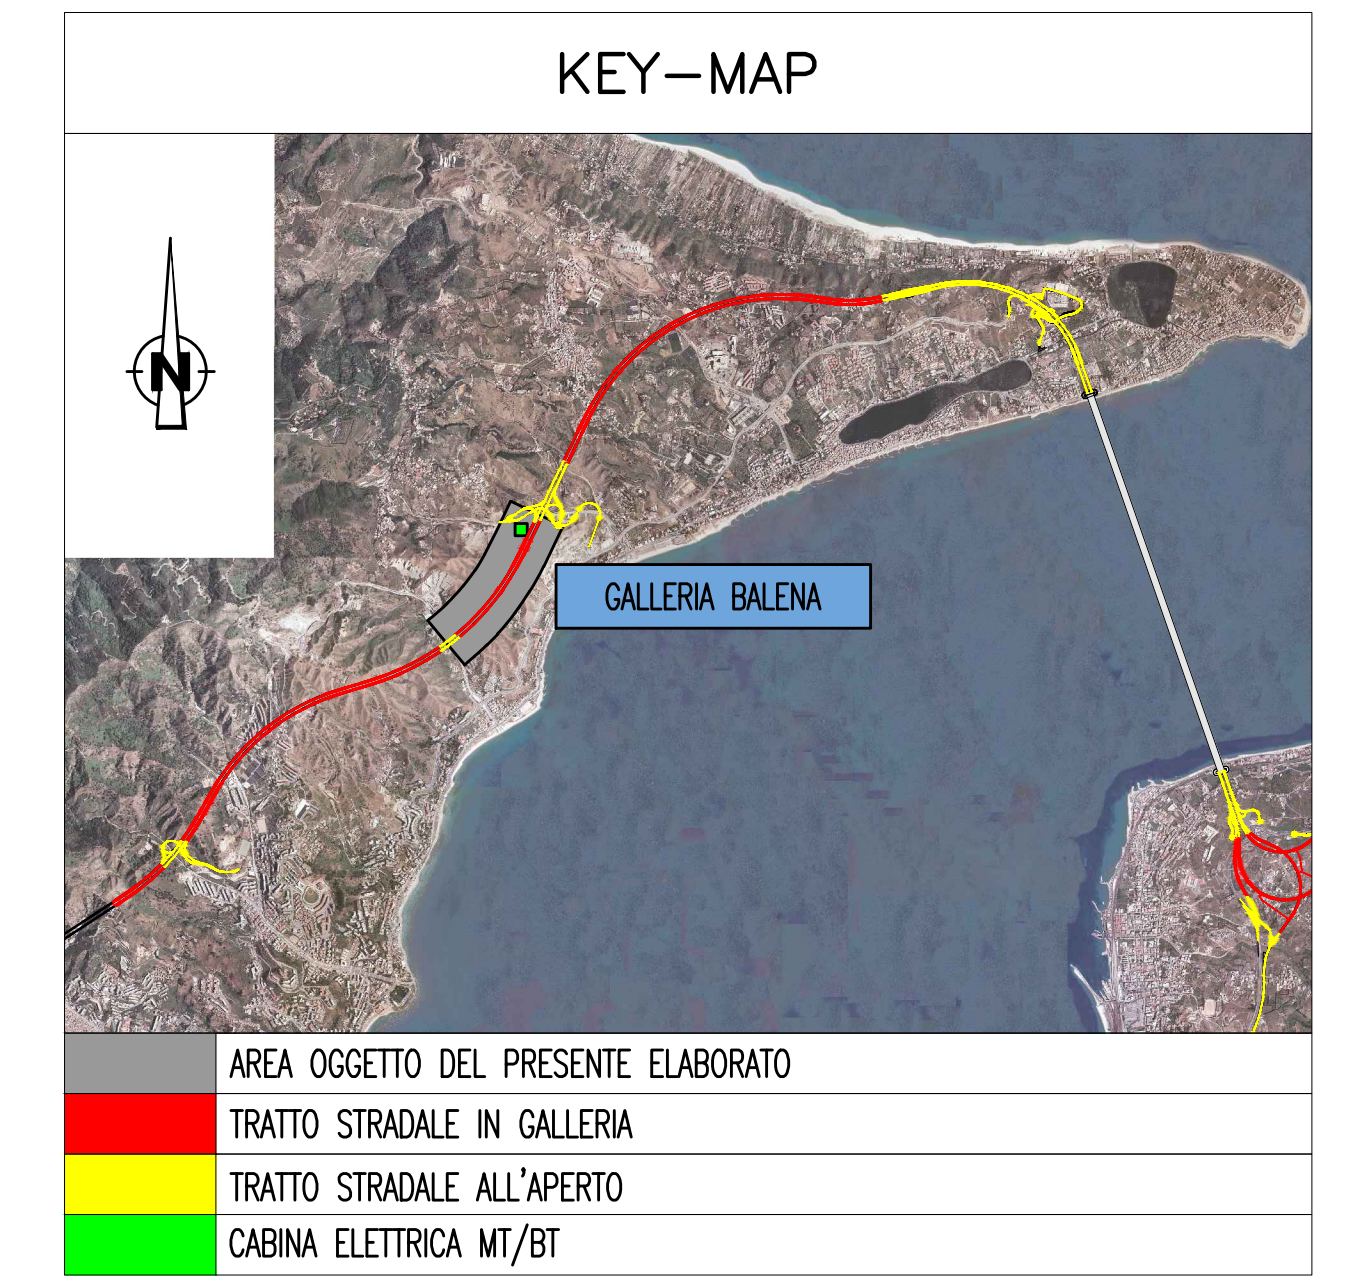 KEY-MAP
N
GALLERIA BALENA
AREA OGGETTO DEL PRESENTE ELABORATO
TRATTO STRADALE IN GALLERIA
TRATTO STRADALE ALL'APERTO
CABINA ELETTRICA MT/BT